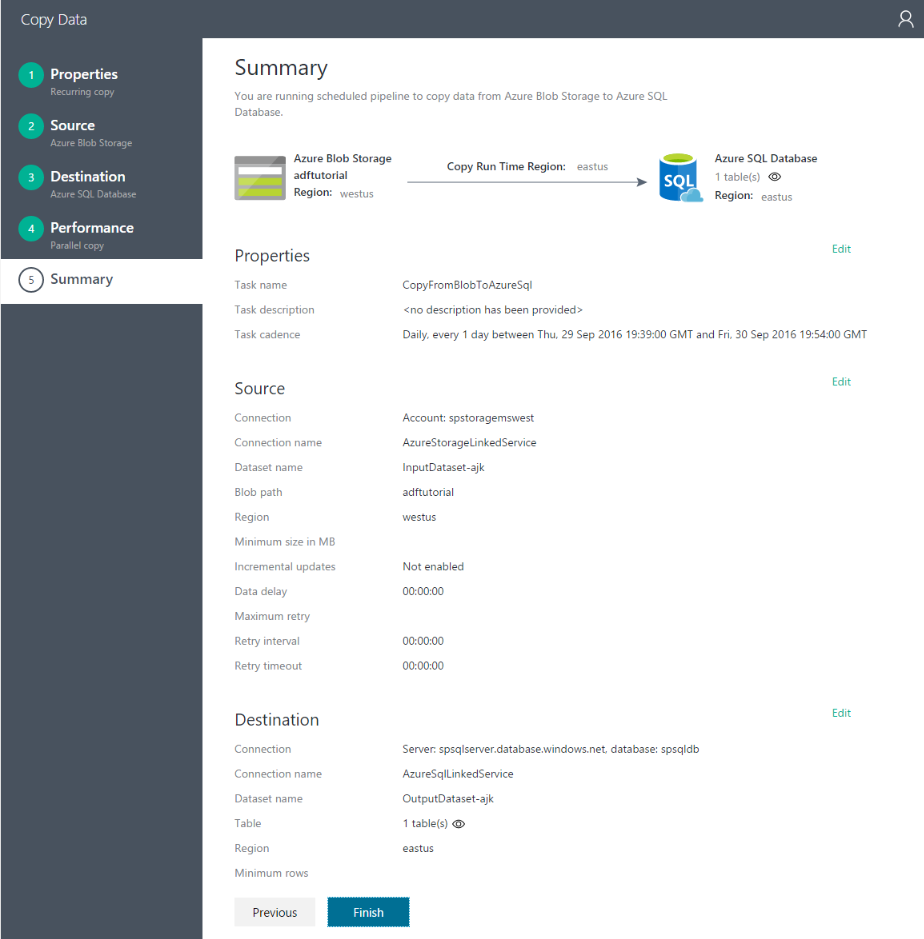 Copy Data
1 Properties
Recurring copy
2 Source
Azure Blob Storage
3 Destination
Azure SQL Database
4 Performance
Parallel copy
5 Summary
Summary
You are running scheduled pipeline to copy data from Azure Blob Storage to Azure SQL
Database.
Azure Blob Storage
adftutorial
Region: westus
Copy Run Time Region: eastus
SQL
Azure SQL Database
1 table(s)
Region: eastus
Properties Edit
Task name CopyFromBlobToAzureSql
Task description <no description has been provided>
Task cadence Daily, every 1 day between Thu, 29 Sep 2016 19:39:00 GMT and Fri, 30 Sep 2016 19:54:00 GMT
Source Edit
Connection Account: spstoragemswest
Connection name AzureStorageLinkedService
Dataset name InputDataset-ajk
Blob path adftutorial
Region westus
Minimum size in MB
Incremental updates Not enabled
Data delay 00:00:00
Maximum retry
Retry interval 00:00:00
Retry timeout 00:00:00
Destination Edit
Connection Server: spsqlserver.database.windows.net, database: spsqldb
Connection name AzureSqlLinkedService
Dataset name OutputDataset-ajk
Table 1 table(s)
Region eastus
Minimum rows
Previous Finish